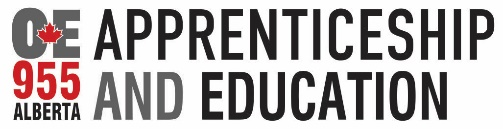 OE
955
ALBERTA
APPRENTICESHIP
AND EDUCATION